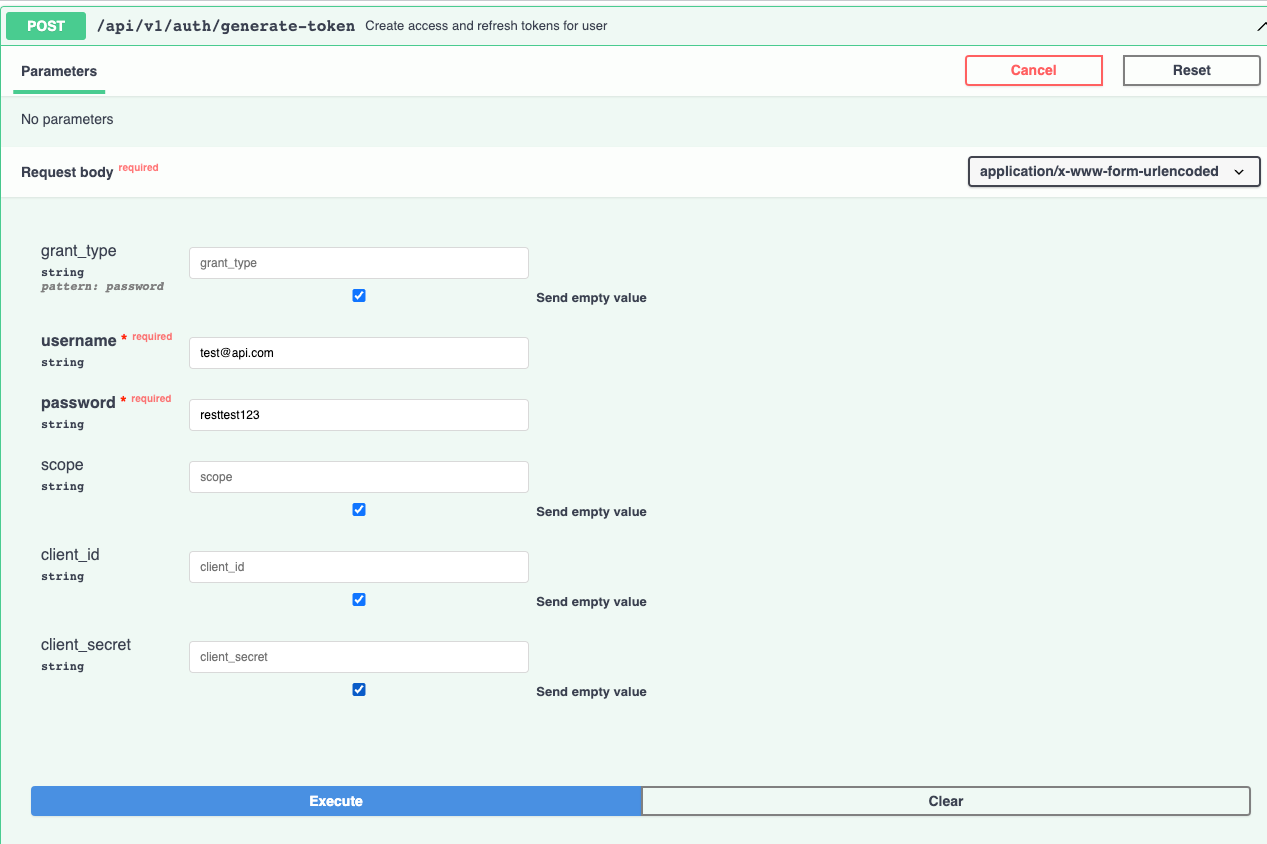 POST /api/v1/auth/generate-token Create access and refresh tokens for user
Parameters Cancel Reset
No parameters
Request body required application/x-www-form-urlencoded
grant_type
string
pattern: password
grant_type
Send empty value
username * required
string
test@api.com
password * required
string
resttest123
scope
string
scope
Send empty value
client_id
string
client_id
Send empty value
client_secret
string
client_secret
Send empty value
Execute Clear